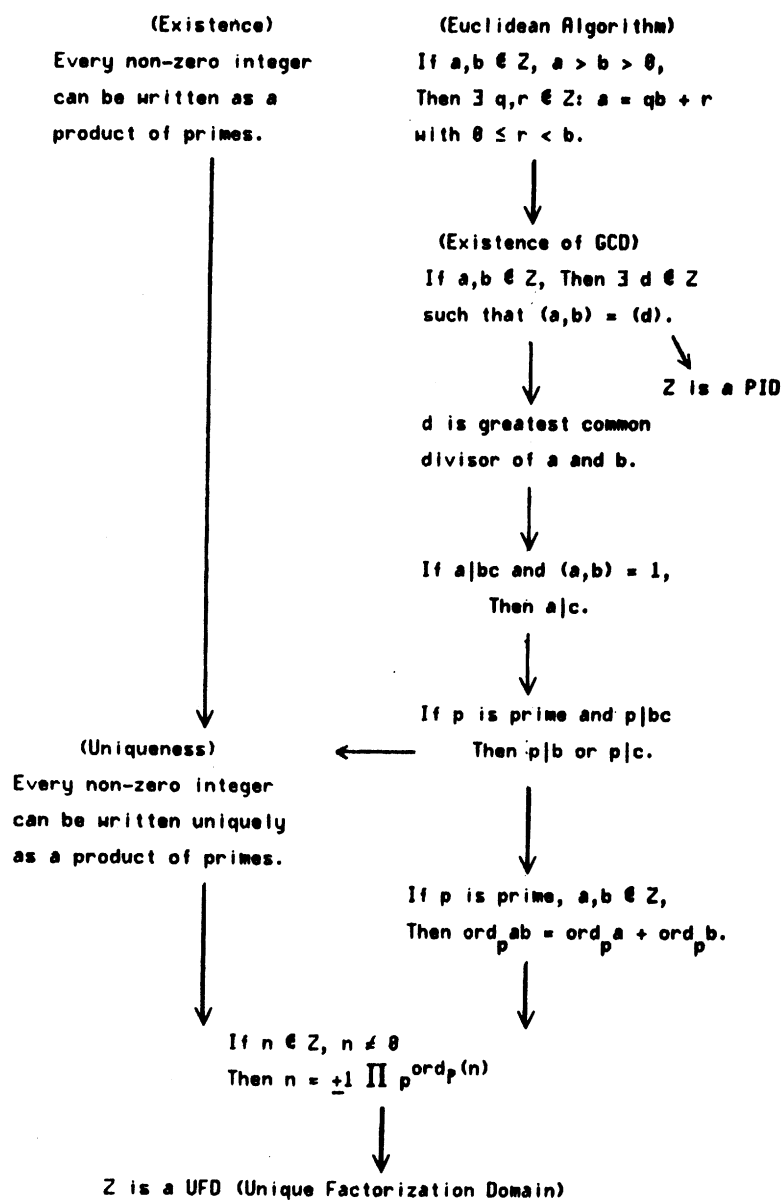 (Existence)
Every non-zero integer
can be written as a
product of primes.
(Euclidean Algorithm)
If a,b ∈ Z, a > b > 0,
Then ∃ q,r ∈ Z: a = qb + r
with 0 ≤ r < b.
(Existence of GCD)
If a,b ∈ Z, Then ∃ d ∈ Z
such that (a,b) = (d).
Z is a PID
d is greatest common
divisor of a and b.
If a|bc and (a,b) = 1,
Then a|c.
If p is prime and p|bc
Then p|b or p|c.
(Uniqueness)
Every non-zero integer
can be written uniquely
as a product of primes.
If p is prime, a,b ∈ Z,
Then ord_p ab = ord_p a + ord_p b.
If n ∈ Z, n ≠ 0
Then n = ±1 ∏ p^ord_p(n)
Z is a UFD (Unique Factorization Domain)